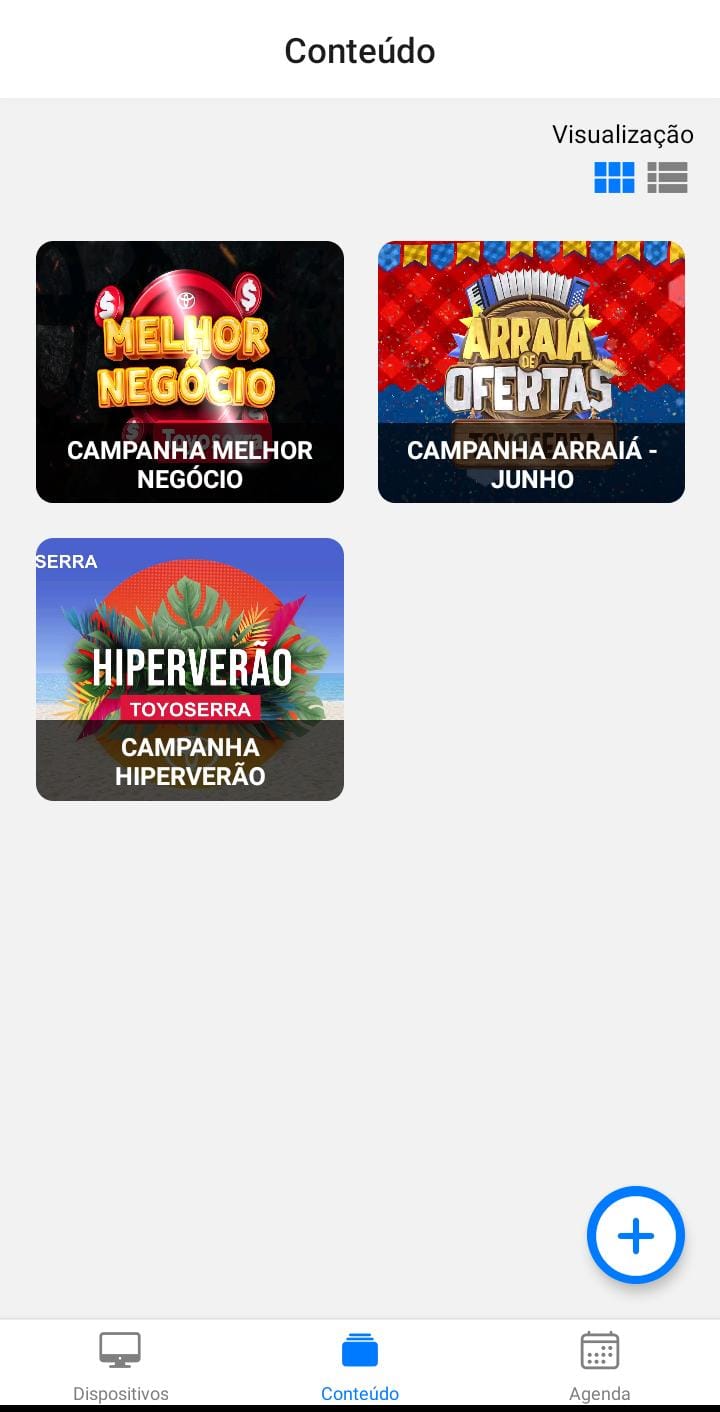 Conteúdo
Visualização
MELHOR
NEGÓCIO
Toyoserra
CAMPANHA MELHOR
NEGÓCIO
ARRAIÁ
DE
OFERTAS
CAMPANHA ARRAIÁ -
JUNHO
SERRA
HIPERVERÃO
TOYOSERRA
CAMPANHA
HIPERVERÃO
Dispositivos
Conteúdo
Agenda